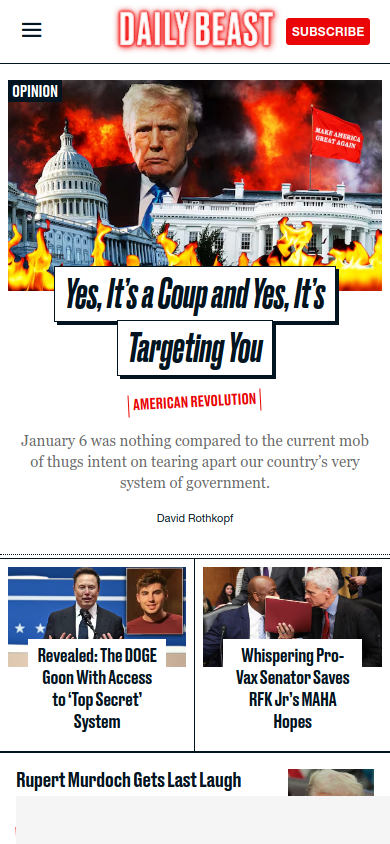 DAILY BEAST
SUBSCRIBE
OPINION
MAKE AMERICA
GREAT AGAIN
Yes, It’s a Coup and Yes, It’s
Targeting You
AMERICAN REVOLUTION
January 6 was nothing compared to the current mob
of thugs intent on tearing apart our country’s very
system of government.
David Rothkopf
Revealed: The DOGE
Goon With Access
to ‘Top Secret’
System
Whispering Pro-
Vax Senator Saves
RFK Jr’s MAHA
Hopes
Rupert Murdoch Gets Last Laugh